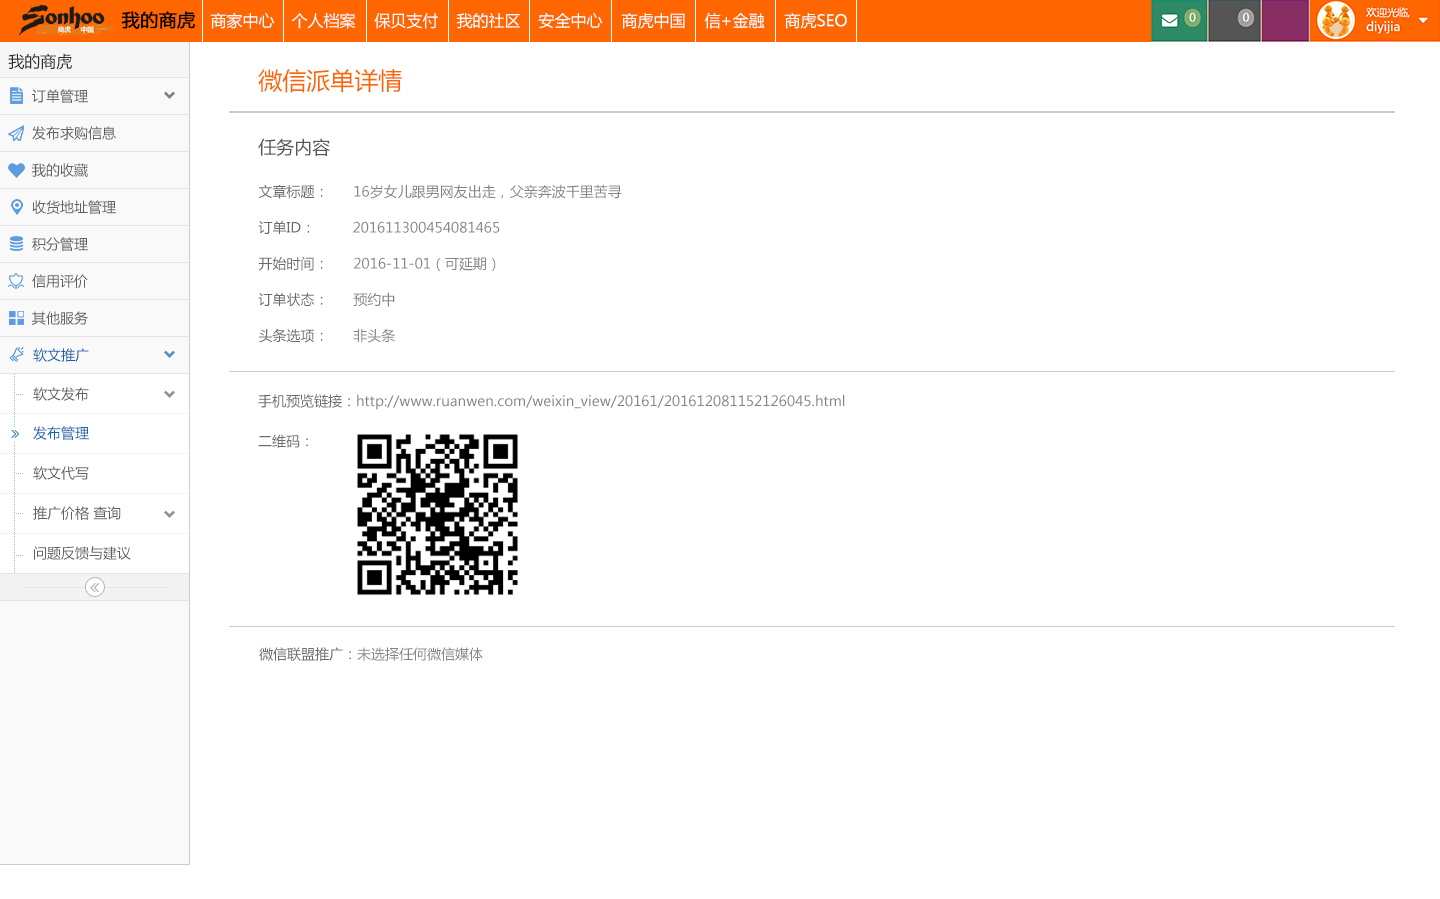 Sonhoo
商虎 中国
我的商虎
商家中心
个人档案
保贝支付
我的社区
安全中心
商虎中国
信+金融
商虎SEO
0
0
欢迎光临,
diyijia
我的商虎
订单管理
发布求购信息
我的收藏
收货地址管理
积分管理
信用评价
其他服务
软文推广
软文发布
发布管理
软文代写
推广价格 查询
问题反馈与建议
微信派单详情
任务内容
文章标题： 16岁女儿跟男网友出走，父亲奔波千里苦寻
订单ID： 201611300454081465
开始时间： 2016-11-01（可延期）
订单状态： 预约中
头条选项： 非头条
手机预览链接：http://www.ruanwen.com/weixin_view/20161/201612081152126045.html
二维码：
微信联盟推广：未选择任何微信媒体